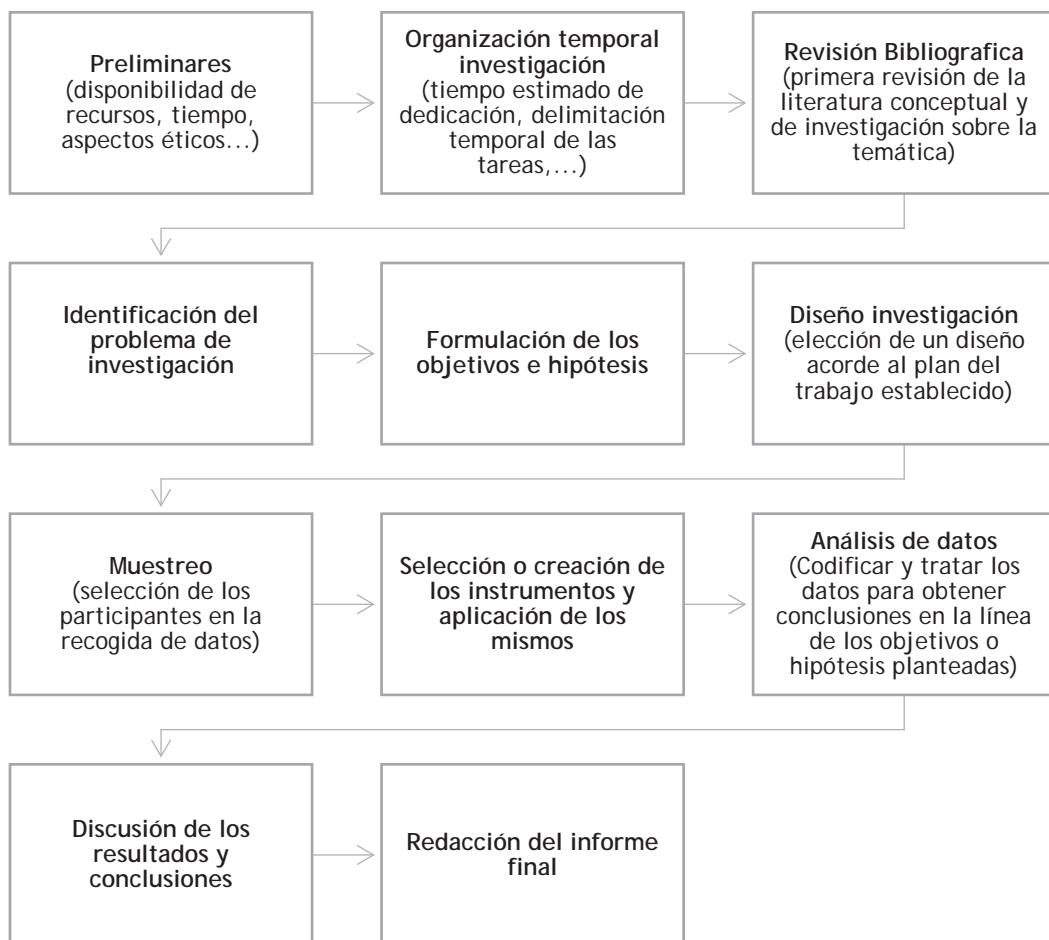 Preliminares
(disponibilidad de
recursos, tiempo,
aspectos éticos...)
Organización temporal
investigación
(tiempo estimado de
dedicación, delimitación
temporal de las
tareas,...)
Revisión Bibliografica
(primera revisión de la
literatura conceptual y
de investigación sobre la
temática)
Identificación del
problema de
investigación
Formulación de los
objetivos e hipótesis
Diseño investigación
(elección de un diseño
acorde al plan del
trabajo establecido)
Muestreo
(selección de los
participantes en la
recogida de datos)
Selección o creación de
los instrumentos y
aplicación de los
mismos
Análisis de datos
(Codificar y tratar los
datos para obtener
conclusiones en la línea
de los objetivos o
hipótesis planteadas)
Discusión de los
resultados y
conclusiones
Redacción del informe
final